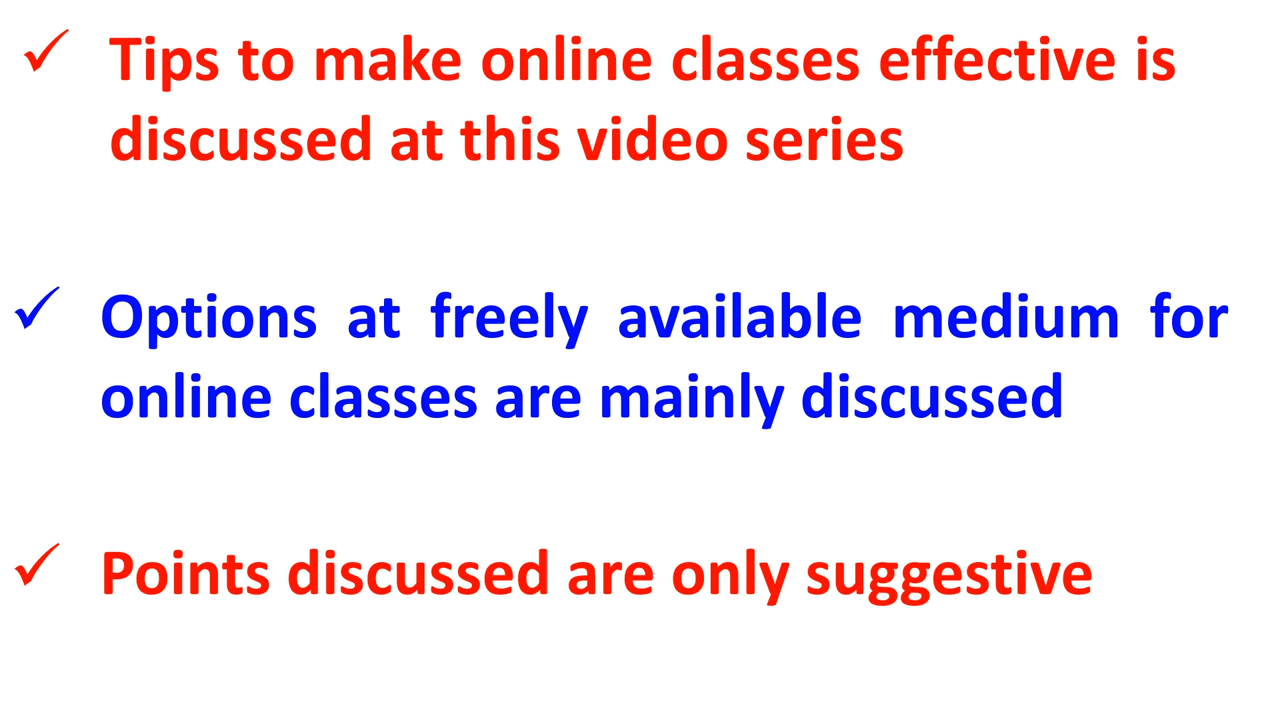 ✓ Tips to make online classes effective is
discussed at this video series
✓ Options at freely available medium for
online classes are mainly discussed
✓ Points discussed are only suggestive